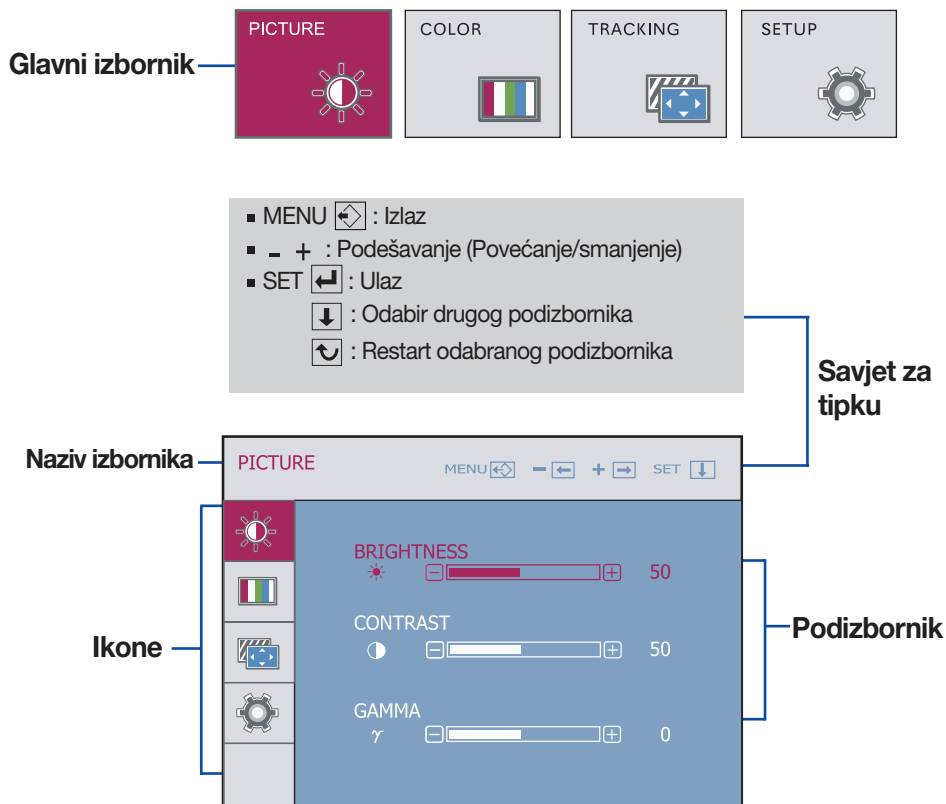 PICTURE
COLOR
TRACKING
SETUP
Glavni izbornik
MENU : Izlaz
- + : Podešavanje (Povećanje/smanjenje)
SET : Ulaz
: Odabir drugog podizbornika
: Restart odabranog podizbornika
Savjet za
tipku
Naziv izbornika
PICTURE
MENU - + SET
BRIGHTNESS
50
CONTRAST
50
GAMMA
γ 0
Ikone
Podizbornik